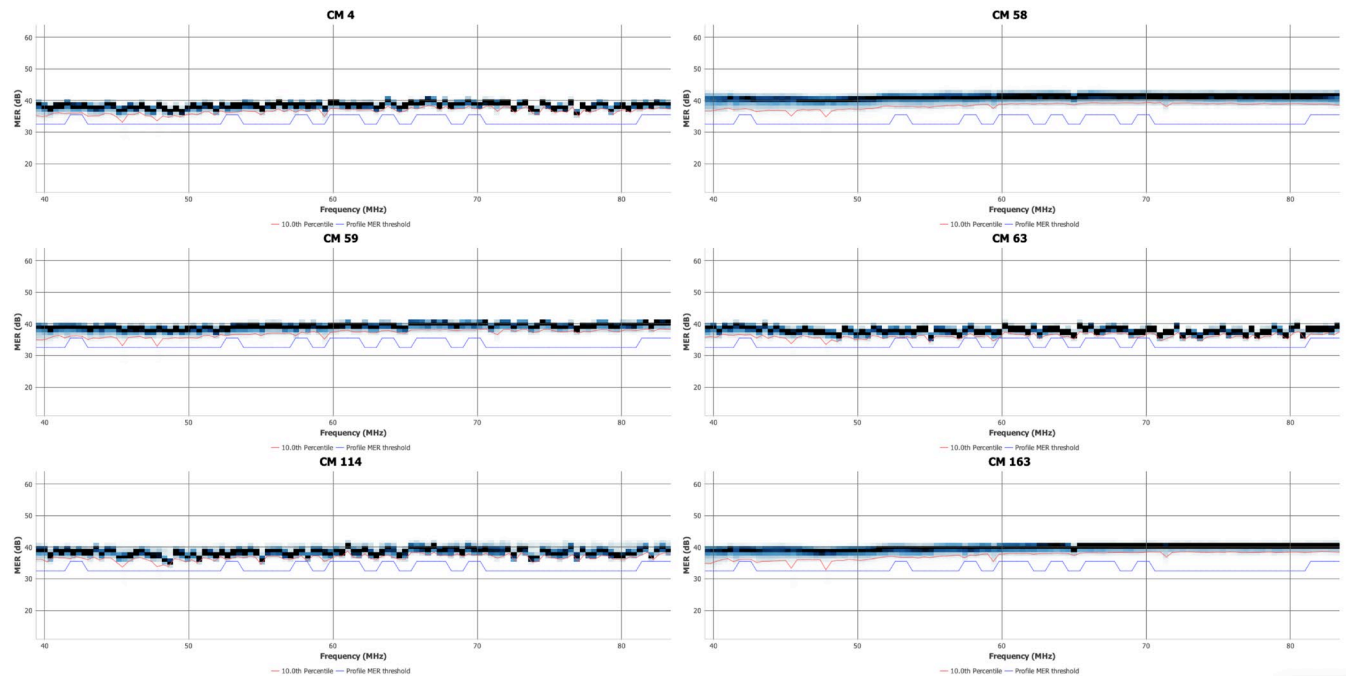 CM 4
60
50
40
30
20
MER (dB)
40 50 60 70 80
Frequency (MHz)
10.0th Percentile Profile MER threshold
CM 58
60
50
40
30
20
MER (dB)
40 50 60 70 80
Frequency (MHz)
10.0th Percentile Profile MER threshold
CM 59
60
50
40
30
20
MER (dB)
40 50 60 70 80
Frequency (MHz)
10.0th Percentile Profile MER threshold
CM 63
60
50
40
30
20
MER (dB)
40 50 60 70 80
Frequency (MHz)
10.0th Percentile Profile MER threshold
CM 114
60
50
40
30
20
MER (dB)
40 50 60 70 80
Frequency (MHz)
10.0th Percentile Profile MER threshold
CM 163
60
50
40
30
20
MER (dB)
40 50 60 70 80
Frequency (MHz)
10.0th Percentile Profile MER threshold